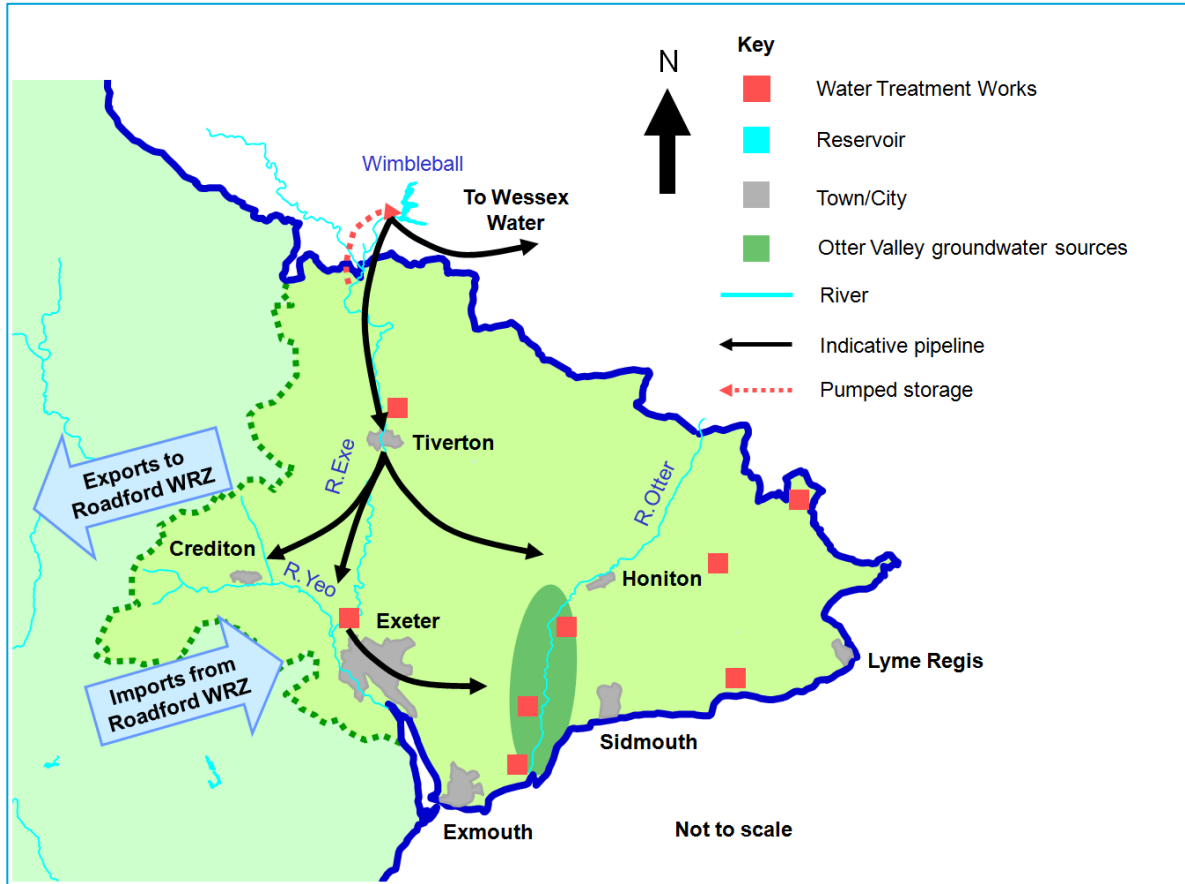 Key
N
Water Treatment Works
Reservoir
Town/City
Otter Valley groundwater sources
River
Indicative pipeline
Pumped storage
Wimbleball
To Wessex
Water
R.Exe
Tiverton
R.Otter
Exports to
Roadford WRZ
Crediton
R.Yeo
Honiton
Exeter
Imports from
Roadford WRZ
Lyme Regis
Sidmouth
Exmouth
Not to scale